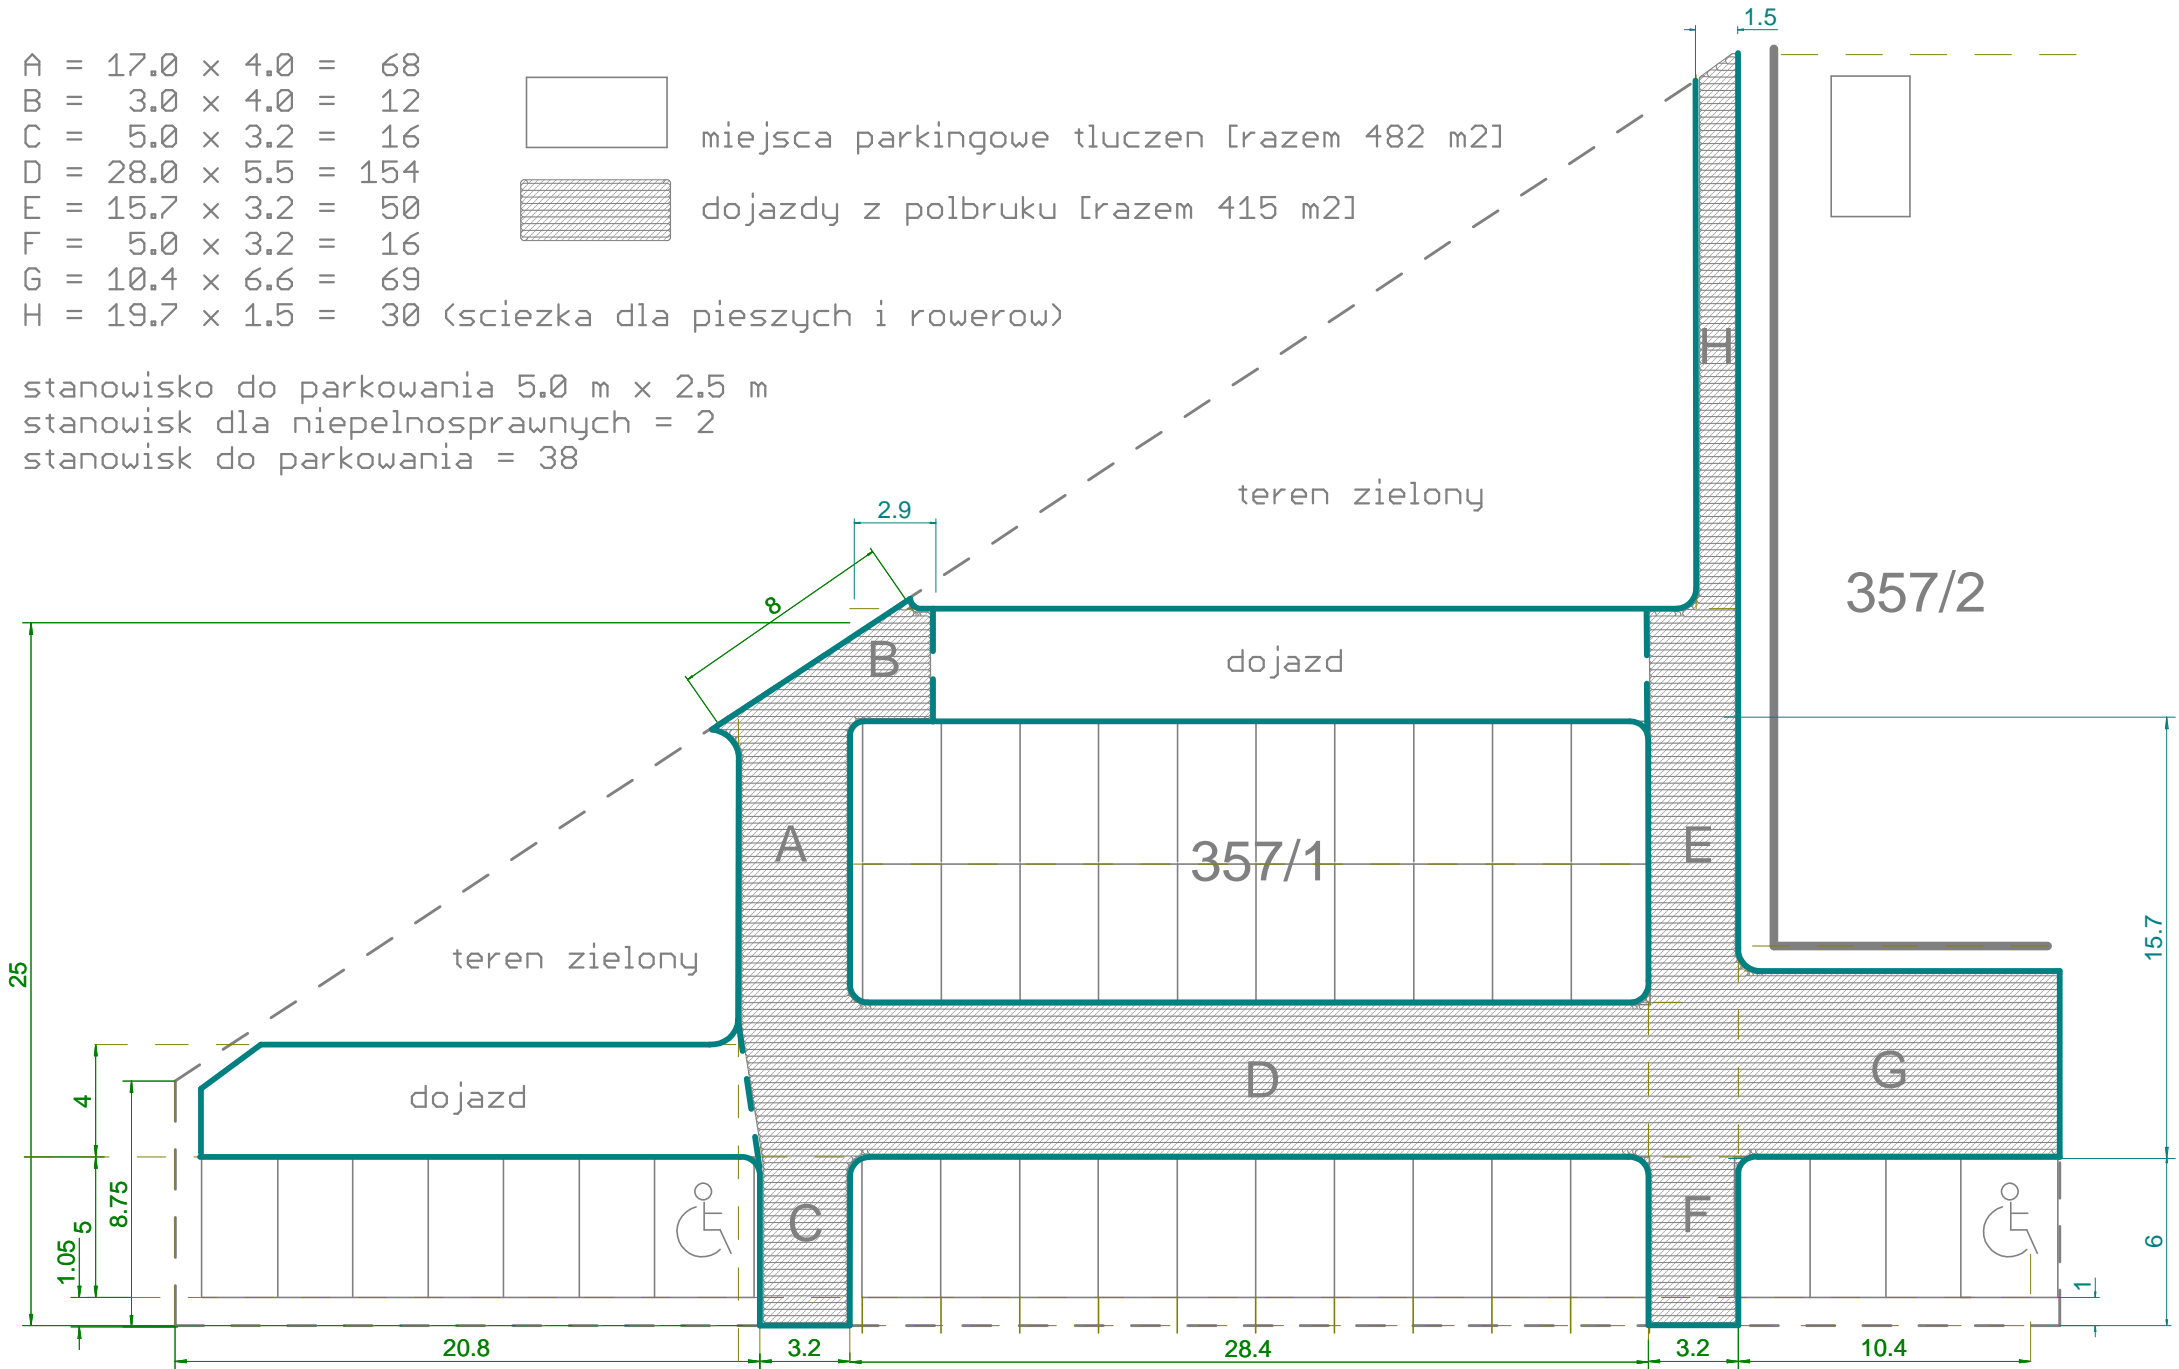 A = 17.0 x 4.0 = 68
B = 3.0 x 4.0 = 12
C = 5.0 x 3.2 = 16
D = 28.0 x 5.5 = 154
E = 15.7 x 3.2 = 50
F = 5.0 x 3.2 = 16
G = 10.4 x 6.6 = 69
H = 19.7 x 1.5 = 30 (sciezka dla pieszych i rowerow)
miejsca parkingowe tluczen [razem 482 m2]
dojazdy z polbruku [razem 415 m2]
stanowisko do parkowania 5.0 m x 2.5 m
stanowisk dla niepelnosprawnych = 2
stanowisk do parkowania = 38
1.5
H
teren zielony
2.9
8
357/2
B
dojazd
A
357/1
E
15.7
teren zielony
25
D
G
dojazd
4
8.75
5
1.05
C
F
6
1
20.8
3.2
28.4
3.2
10.4